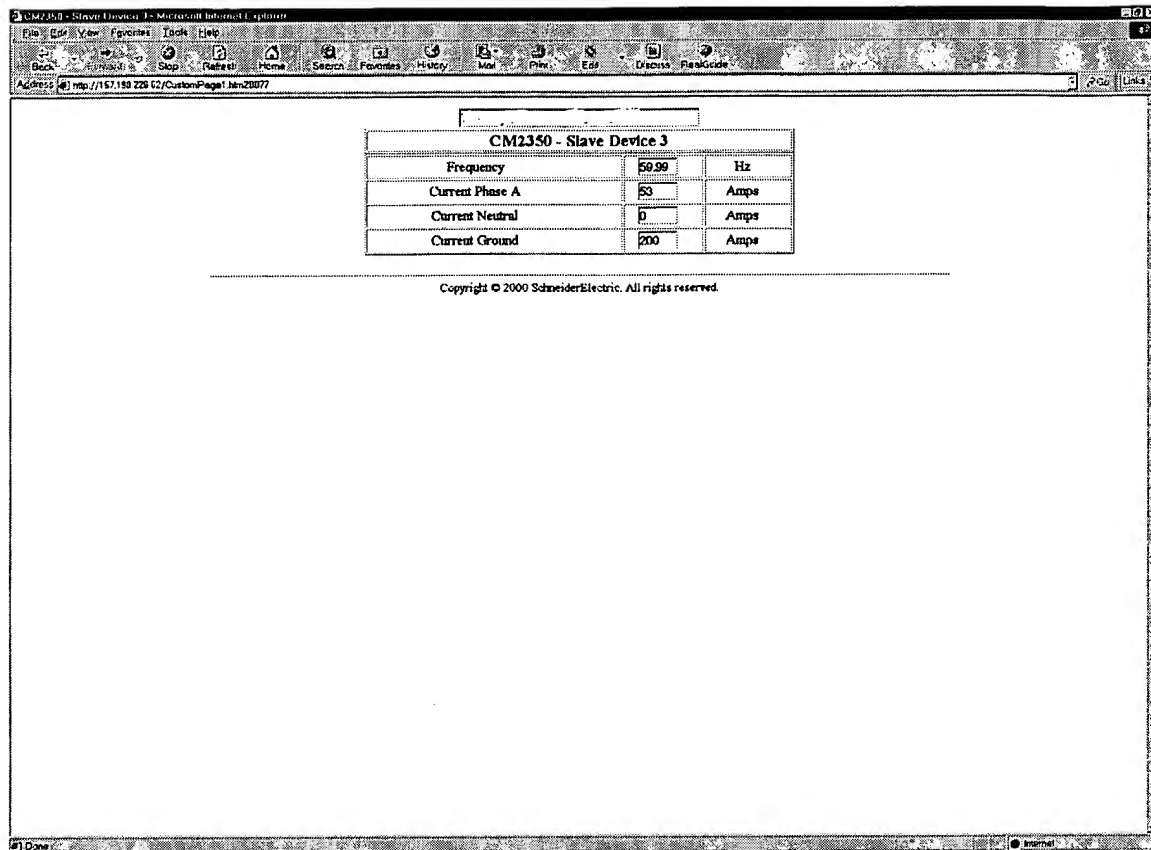 CM2350 - Slave Device 3 - Microsoft Internet Explorer
File Edit View Favorites Tools Help
Back Forward Stop Refresh Home Search Favorites History Mail Print Edit Discuss RealGuide
Address http://157.198.226.62/CustomPage1.htm20077 Go Links
CM2350 - Slave Device 3
Frequency 59.99 Hz
Current Phase A 53 Amps
Current Neutral 0 Amps
Current Ground 200 Amps
Copyright © 2000 SchneiderElectric. All rights reserved.
Done Internet